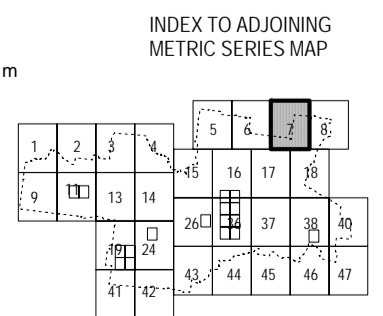 INDEX TO ADJOINING
METRIC SERIES MAP
m
5 6 7 8
1 2 3 4
15 16 17 18
9 11 13 14
26 36 37 38 40
19 24
43 44 45 46 47
41 42